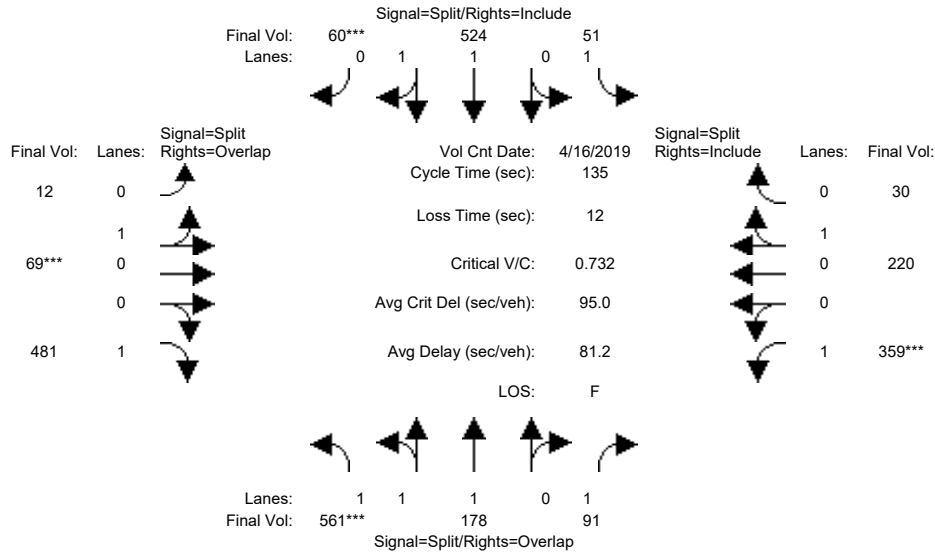 Signal=Split/Rights=Include
Final Vol: 60*** 524 51
Lanes: 0 1 1 0 1
Signal=Split
Final Vol: Lanes: Rights=Overlap
Vol Cnt Date: 4/16/2019
Signal=Split
Rights=Include Lanes: Final Vol:
Cycle Time (sec): 135
12 0
0 30
Loss Time (sec): 12
1
1
69*** 0
Critical V/C: 0.732
0 220
0
Avg Crit Del (sec/veh): 95.0
0
481 1
Avg Delay (sec/veh): 81.2
1 359***
LOS: F
Lanes: 1 1 1 0 1
Final Vol: 561*** 178 91
Signal=Split/Rights=Overlap